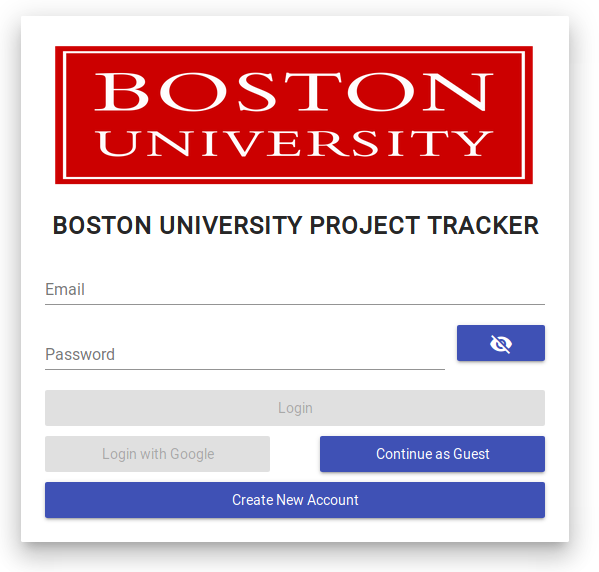 BOSTON
UNIVERSITY
BOSTON UNIVERSITY PROJECT TRACKER
Email
Password
Login
Login with Google
Continue as Guest
Create New Account